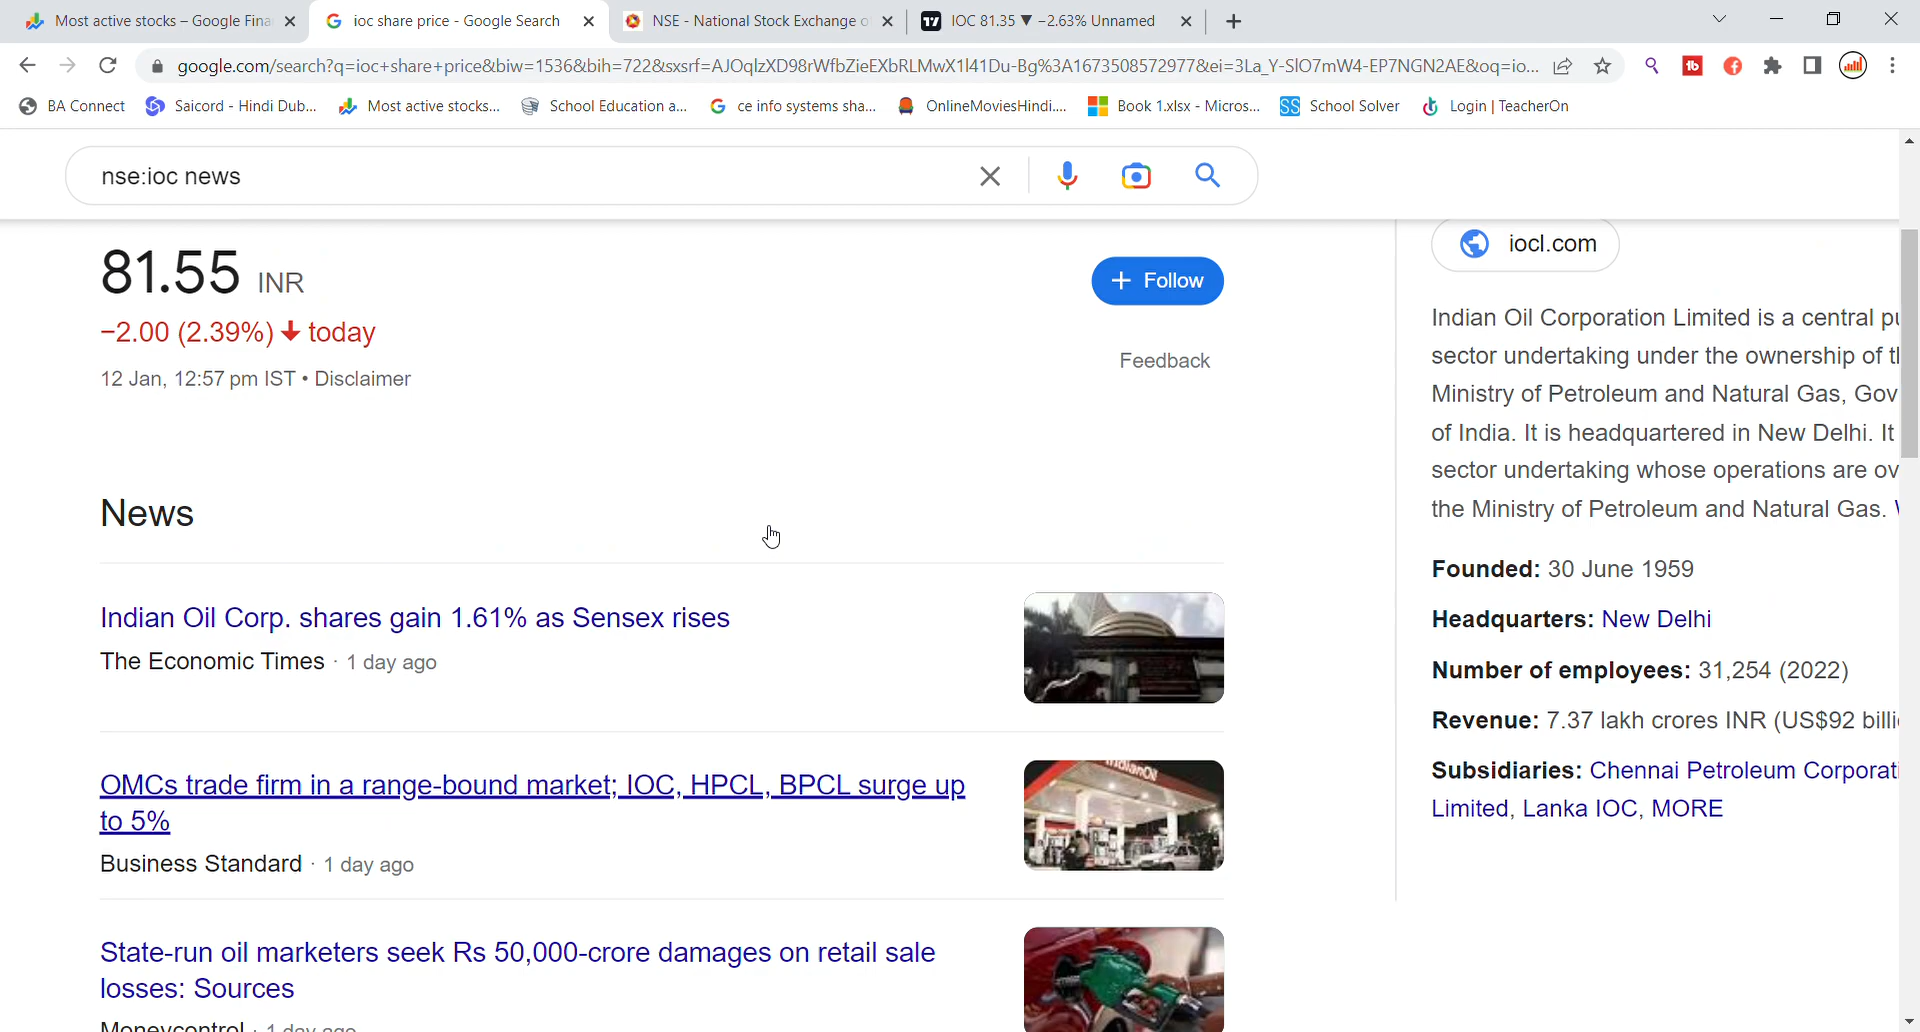 Most active stocks – Google Fina
ioc share price - Google Search
NSE - National Stock Exchange o
IOC 81.35 ▼ −2.63% Unnamed
google.com/search?q=ioc+share+price&biw=1536&bih=722&sxsrf=AJOqlzXD98rWfbZieEXbRLMwX1l41Du-Bg%3A1673508572977&ei=3La_Y-SlO7mW4-EP7NGN2AE&oq=io...
BA Connect
Saicord - Hindi Dub...
Most active stocks...
School Education a...
ce info systems sha...
OnlineMoviesHindi....
Book 1.xlsx - Micros...
School Solver
Login | TeacherOn
nse:ioc news
81.55 INR
−2.00 (2.39%) ↓ today
12 Jan, 12:57 pm IST • Disclaimer
+ Follow
Feedback
News
Indian Oil Corp. shares gain 1.61% as Sensex rises
The Economic Times · 1 day ago
OMCs trade firm in a range-bound market; IOC, HPCL, BPCL surge up
to 5%
Business Standard · 1 day ago
State-run oil marketers seek Rs 50,000-crore damages on retail sale
losses: Sources
Moneycontrol · 1 day ago
iocl.com
Indian Oil Corporation Limited is a central pu
sector undertaking under the ownership of tl
Ministry of Petroleum and Natural Gas, Gov
of India. It is headquartered in New Delhi. It
sector undertaking whose operations are ov
the Ministry of Petroleum and Natural Gas.
Founded: 30 June 1959
Headquarters: New Delhi
Number of employees: 31,254 (2022)
Revenue: 7.37 lakh crores INR (US$92 billi
Subsidiaries: Chennai Petroleum Corporati
Limited, Lanka IOC, MORE